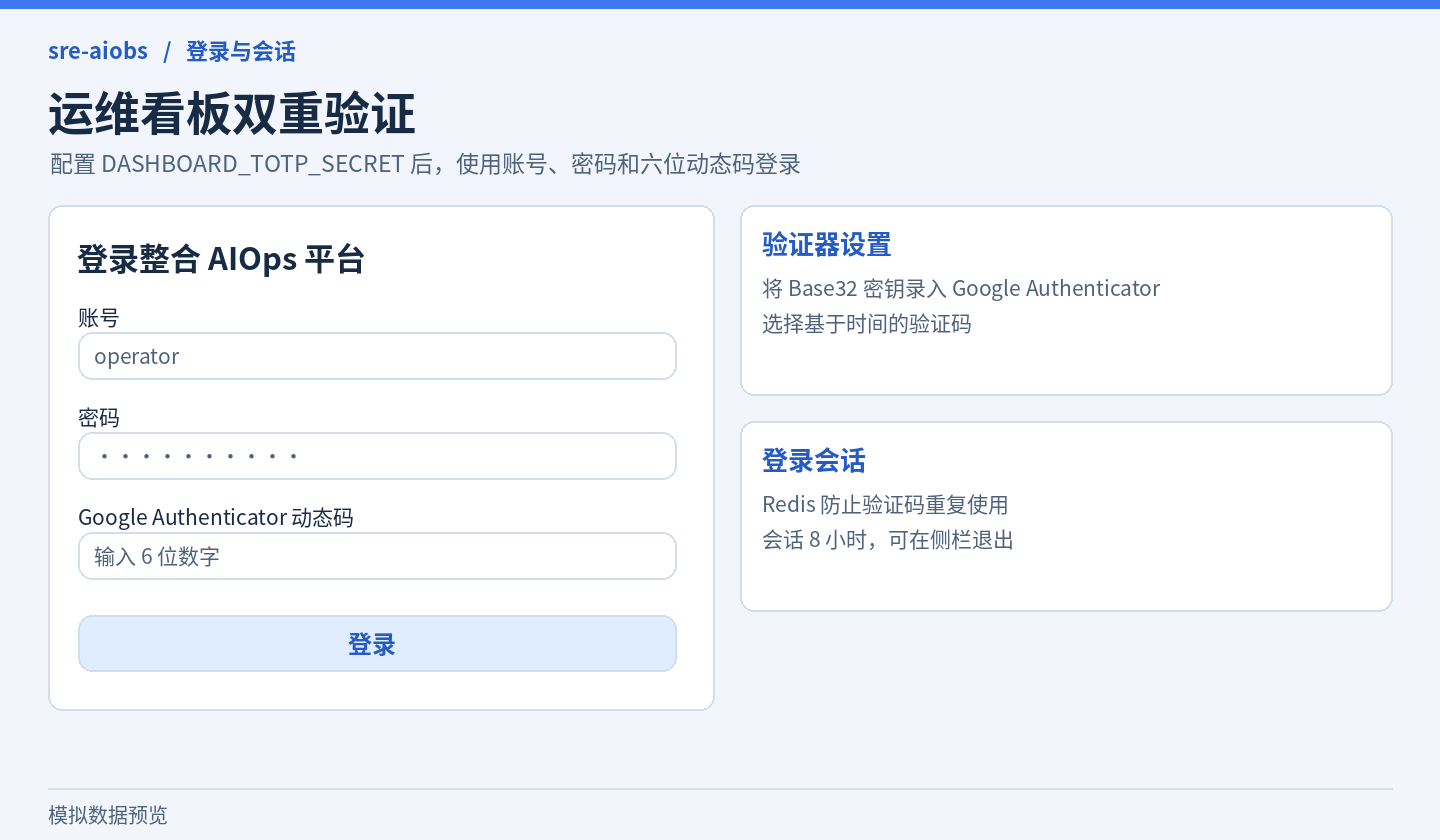 sre-aiobs / 登录与会话
运维看板双重验证
配置 DASHBOARD_TOTP_SECRET 后，使用账号、密码和六位动态码登录
登录整合 AIOps 平台
账号
operator
密码
··········
Google Authenticator 动态码
输入 6 位数字
登录
验证器设置
将 Base32 密钥录入 Google Authenticator
选择基于时间的验证码
登录会话
Redis 防止验证码重复使用
会话 8 小时，可在侧栏退出
模拟数据预览